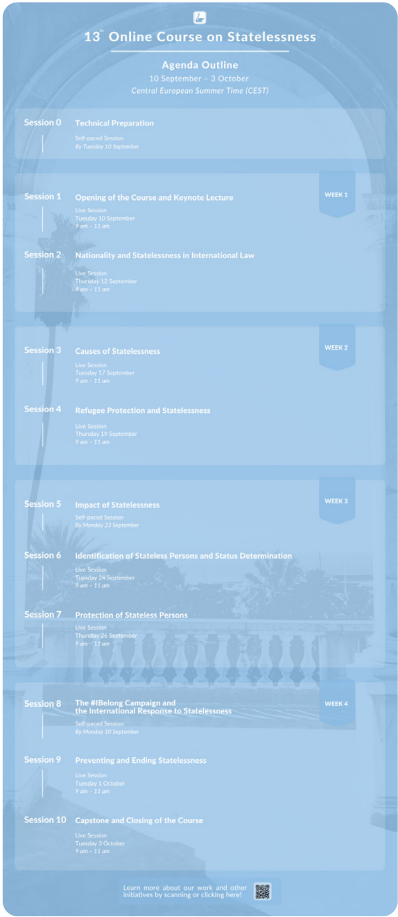 13 Online Course on Statelessness
Agenda Outline
10 September – 3 October
Central European Summer Time (CEST)
Session 0
Technical Preparation
Self-paced Session
By Tuesday 10 September
WEEK 1
Session 1
Opening of the Course and Keynote Lecture
Live Session
Tuesday 10 September
9 am – 11 am
Session 2
Nationality and Statelessness in International Law
Live Session
Thursday 12 September
9 am – 11 am
WEEK 2
Session 3
Causes of Statelessness
Live Session
Tuesday 17 September
9 am – 11 am
Session 4
Refugee Protection and Statelessness
Live Session
Thursday 19 September
9 am – 11 am
WEEK 3
Session 5
Impact of Statelessness
Self-paced Session
By Monday 23 September
Session 6
Identification of Stateless Persons and Status Determination
Live Session
Tuesday 24 September
9 am – 11 am
Session 7
Protection of Stateless Persons
Live Session
Thursday 26 September
9 am – 11 am
WEEK 4
Session 8
The #IBelong Campaign and
the International Response to Statelessness
Self-paced Session
By Monday 30 September
Session 9
Preventing and Ending Statelessness
Live Session
Tuesday 1 October
9 am – 11 am
Session 10
Capstone and Closing of the Course
Live Session
Tuesday 3 October
9 am – 11 am
Learn more about our work and other
Initiatives by scanning or clicking here!